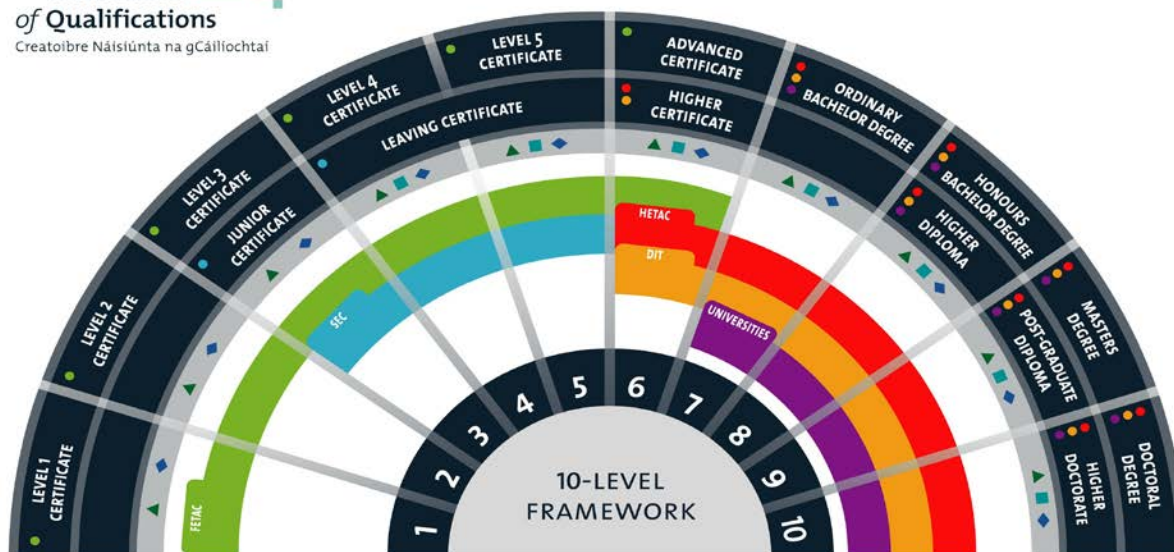 of Qualifications
Creatoibre Náisiúnta na gCáilíochtaí
LEVEL 1
CERTIFICATE
LEVEL 2
CERTIFICATE
LEVEL 3
CERTIFICATE
LEVEL 4
CERTIFICATE
LEVEL 5
CERTIFICATE
ADVANCED
CERTIFICATE
ORDINARY
BACHELOR DEGREE
HONOURS
BACHELOR DEGREE
MASTERS
DEGREE
DOCTORAL
DEGREE
JUNIOR
CERTIFICATE
LEAVING CERTIFICATE
HIGHER
CERTIFICATE
HIGHER
DIPLOMA
POST-GRADUATE
DIPLOMA
HIGHER
DOCTORATE
FETAC
SEC
HETAC
DIT
UNIVERSITIES
1
2
3
4
5
6
7
8
9
10
10-LEVEL
FRAMEWORK